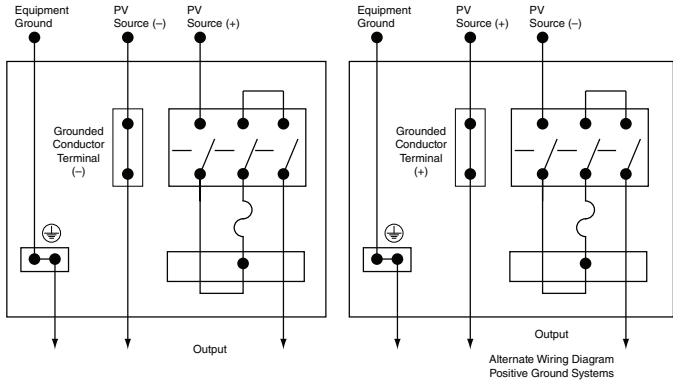 Equipment
Ground
PV
Source (–)
PV
Source (+)
Grounded
Conductor
Terminal
(–)
Output
Equipment
Ground
PV
Source (+)
PV
Source (–)
Grounded
Conductor
Terminal
(+)
Output
Alternate Wiring Diagram
Positive Ground Systems